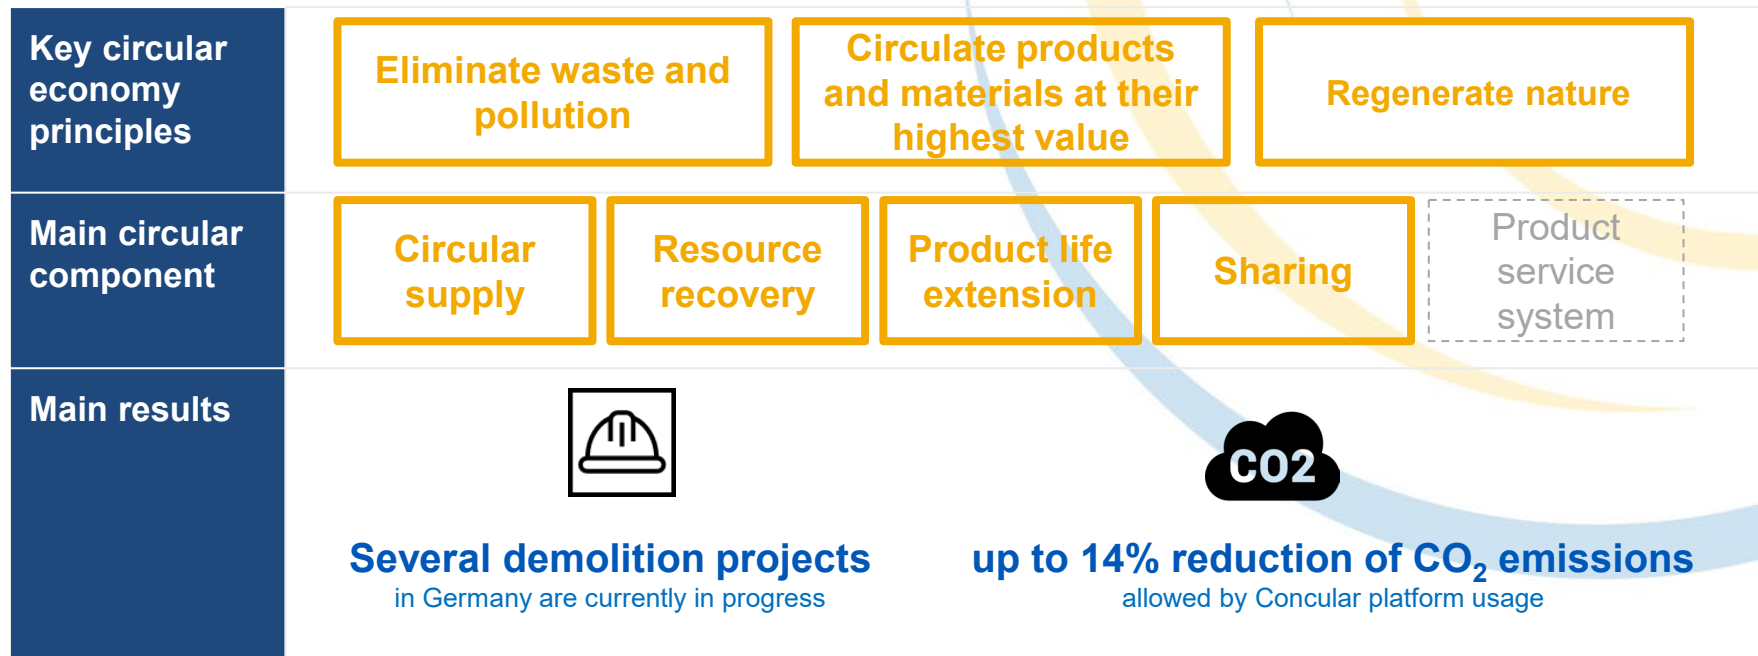 Key circular
economy
principles
Eliminate waste and
pollution
Circulate products
and materials at their
highest value
Regenerate nature
Main circular
component
Circular
supply
Resource
recovery
Product life
extension
Sharing
Product
service
system
Main results
CO2
Several demolition projects
in Germany are currently in progress
up to 14% reduction of CO₂ emissions
allowed by Concular platform usage